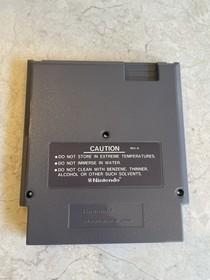 CAUTION
REV-A
● DO NOT STORE IN EXTREME TEMPERATURES.
● DO NOT IMMERSE IN WATER.
● DO NOT CLEAN WITH BENZENE, THINNER,
ALCOHOL OR OTHER SUCH SOLVENTS.
Nintendo